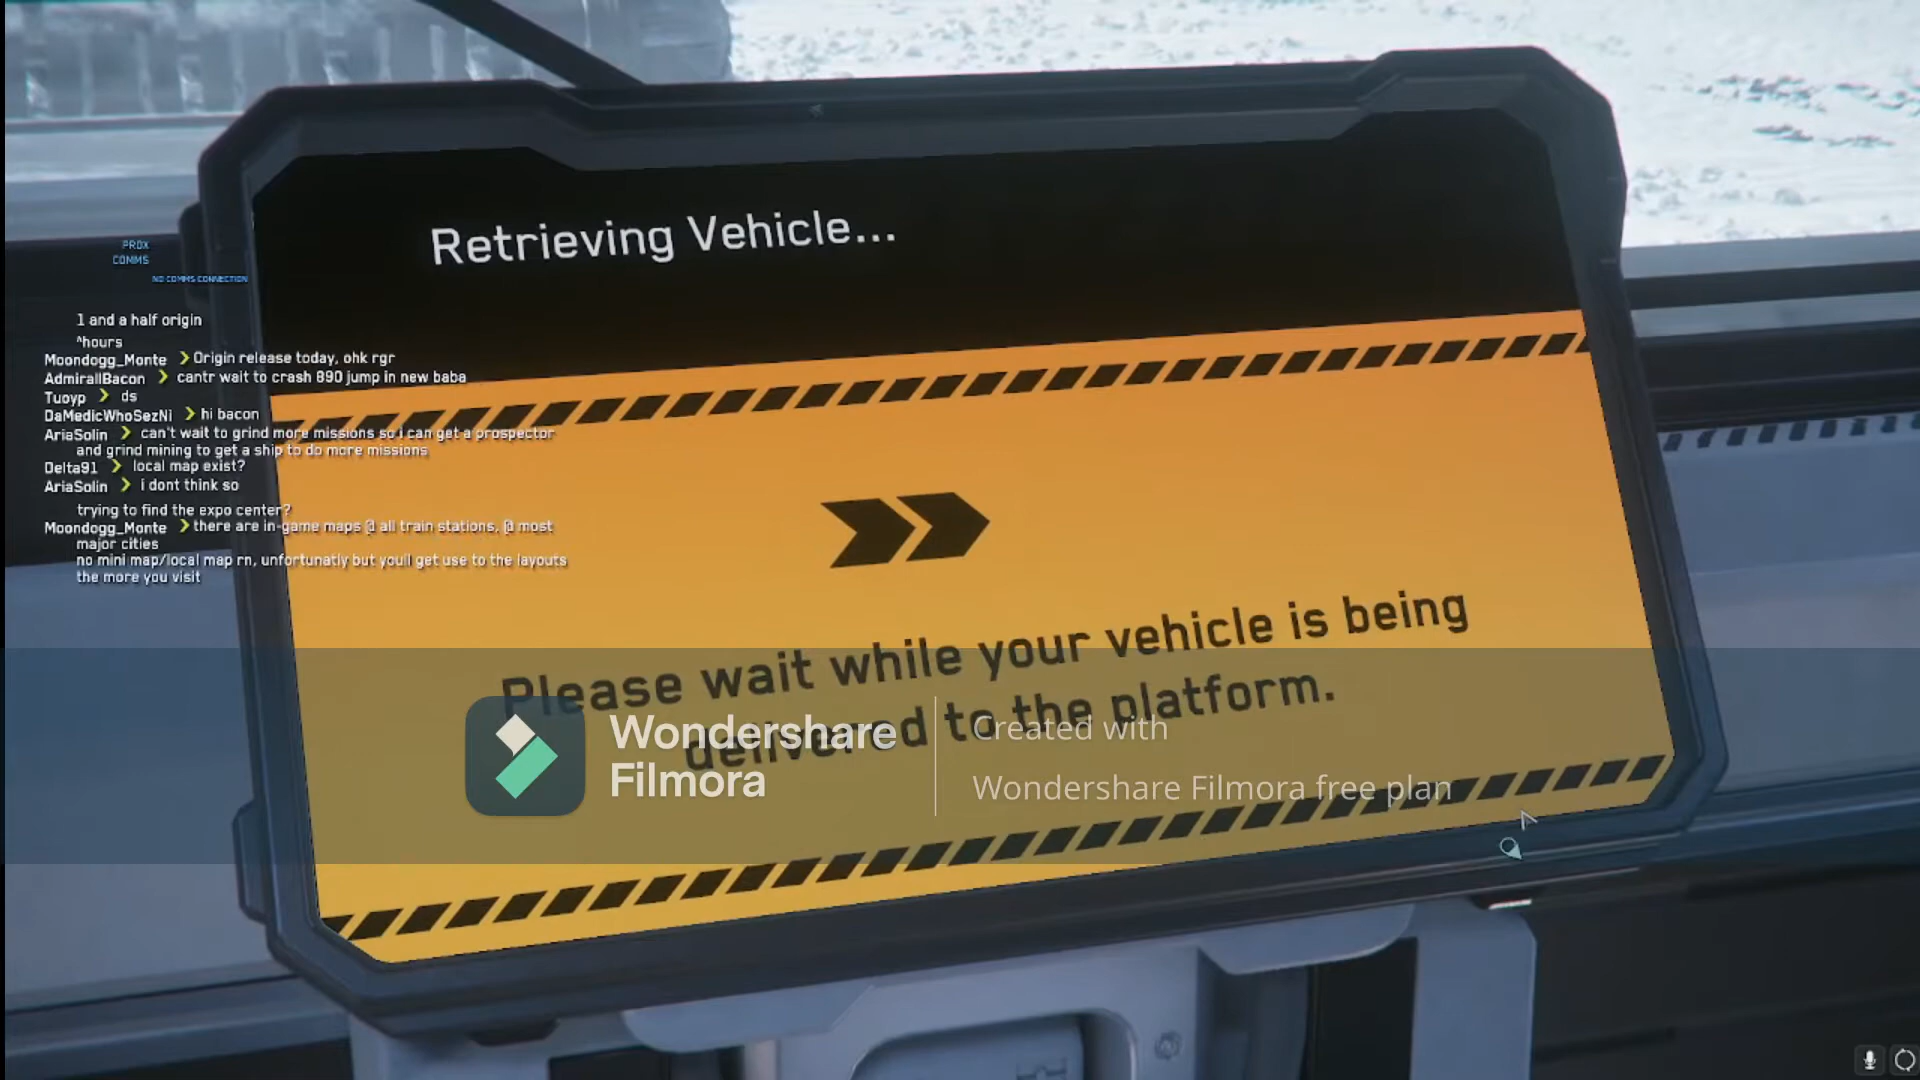 Retrieving Vehicle...
PROX
COMMS
NO COMMS CONNECTION
1 and a half origin
^hours
Moondogg_Monte > Origin release today, ohk rgr
AdmirallBacon > cantr wait to crash 890 jump in new baba
Tuoyp > ds
DaMedicWhoSezNi > hi bacon
AriaSolin > can't wait to grind more missions so i can get a prospector
and grind mining to get a ship to do more missions
Delta91 > local map exist?
AriaSolin > i dont think so
trying to find the expo center?
Moondogg_Monte > there are in-game maps @ all train stations, @ most
major cities
no mini map/local map rn, unfortunatly but youll get use to the layouts
the more you visit
Please wait while your vehicle is being
delivered to the platform.
Wondershare
Filmora
Created with
Wondershare Filmora free plan